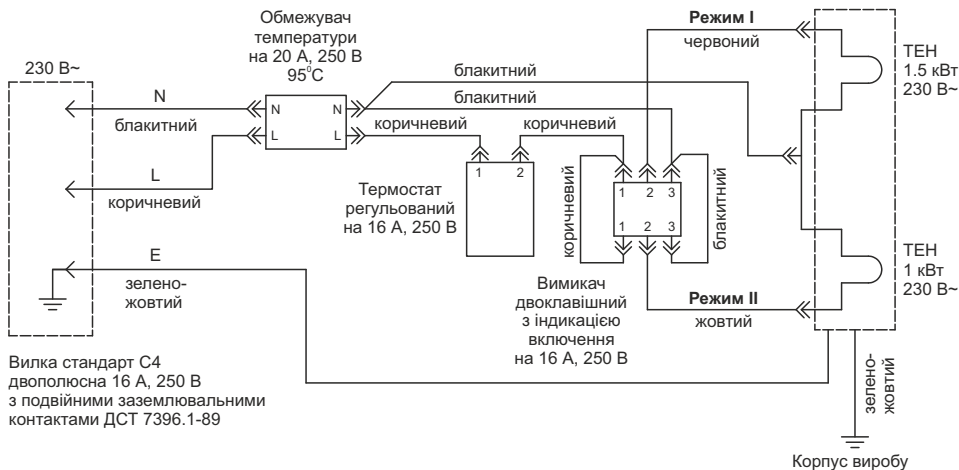 230 В~
N
блакитний
L
коричневий
E
зелено-
жовтий
Вилка стандарт С4
двополюсна 16 А, 250 В
з подвійними заземлювальними
контактами ДСТ 7396.1-89
Обмежувач
температури
на 20 А, 250 В
95°С
N N
L L
блакитний
блакитний
коричневий
коричневий
1 2
Термостат
регульований
на 16 А, 250 В
Режим I
червоний
коричневий
1 2 3
1 2 3
блакитний
Вимикач
двоклавішний
з індикацією
включення
на 16 А, 250 В
Режим II
жовтий
ТЕН
1.5 кВт
230 В~
ТЕН
1 кВт
230 В~
зелено-
жовтий
Корпус виробу